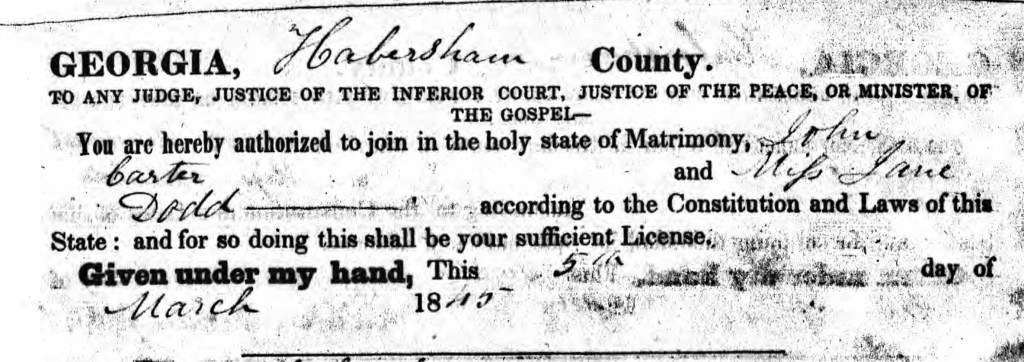 GEORGIA, Habersham County.
TO ANY JUDGE, JUSTICE OF THE INFERIOR COURT, JUSTICE OF THE PEACE, OR MINISTER, OF
THE GOSPEL—
You are hereby authorized to join in the holy state of Matrimony, John
Carter and Miss Jane
Dodd according to the Constitution and Laws of this
State: and for so doing this shall be your sufficient License.
Given under my hand, This 5th day of
March 1845